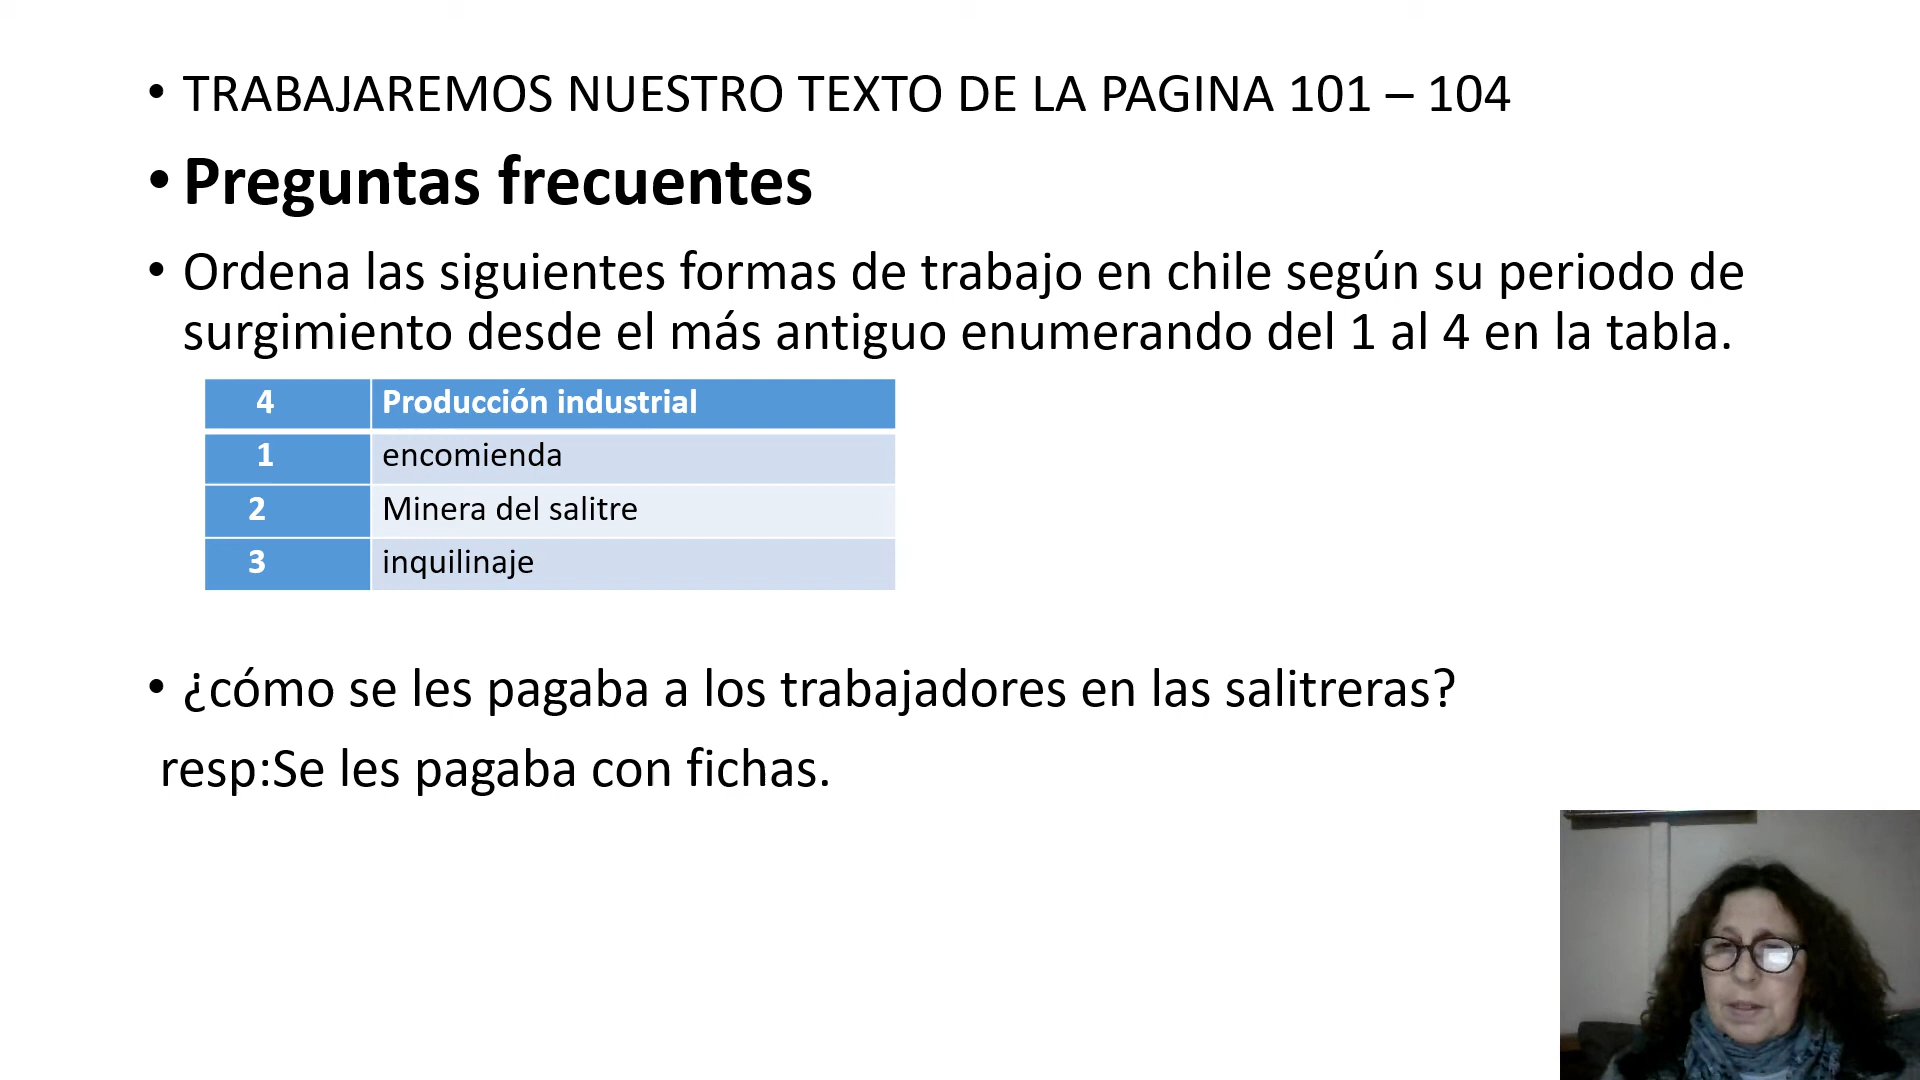 • TRABAJAREMOS NUESTRO TEXTO DE LA PAGINA 101 – 104
• Preguntas frecuentes
• Ordena las siguientes formas de trabajo en chile según su periodo de
surgimiento desde el más antiguo enumerando del 1 al 4 en la tabla.
4 Producción industrial
1 encomienda
2 Minera del salitre
3 inquilinaje
• ¿cómo se les pagaba a los trabajadores en las salitreras?
resp:Se les pagaba con fichas.